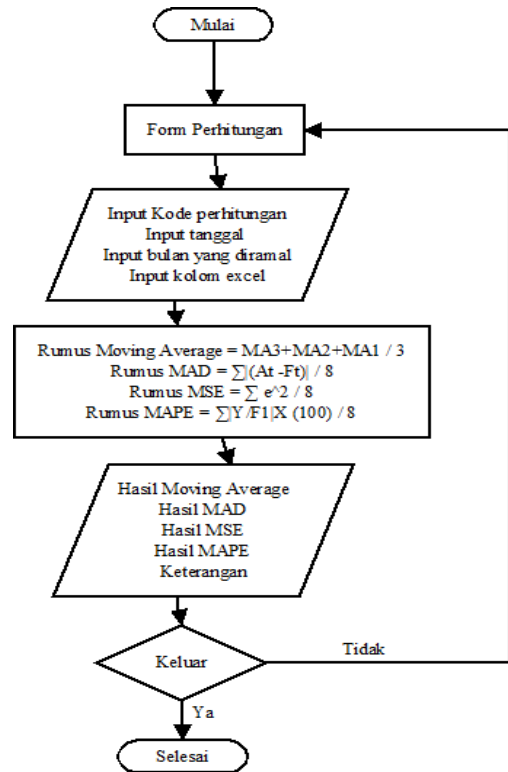 Mulai
Form Perhitungan
Input Kode perhitungan
Input tanggal
Input bulan yang diramal
Input kolom excel
Rumus Moving Average = MA3+MA2+MA1 / 3
Rumus MAD = ∑|(At -Ft)| / 8
Rumus MSE = ∑ e^2 / 8
Rumus MAPE = ∑|Y/F1|X (100) / 8
Hasil Moving Average
Hasil MAD
Hasil MSE
Hasil MAPE
Keterangan
Keluar
Tidak
Ya
Selesai